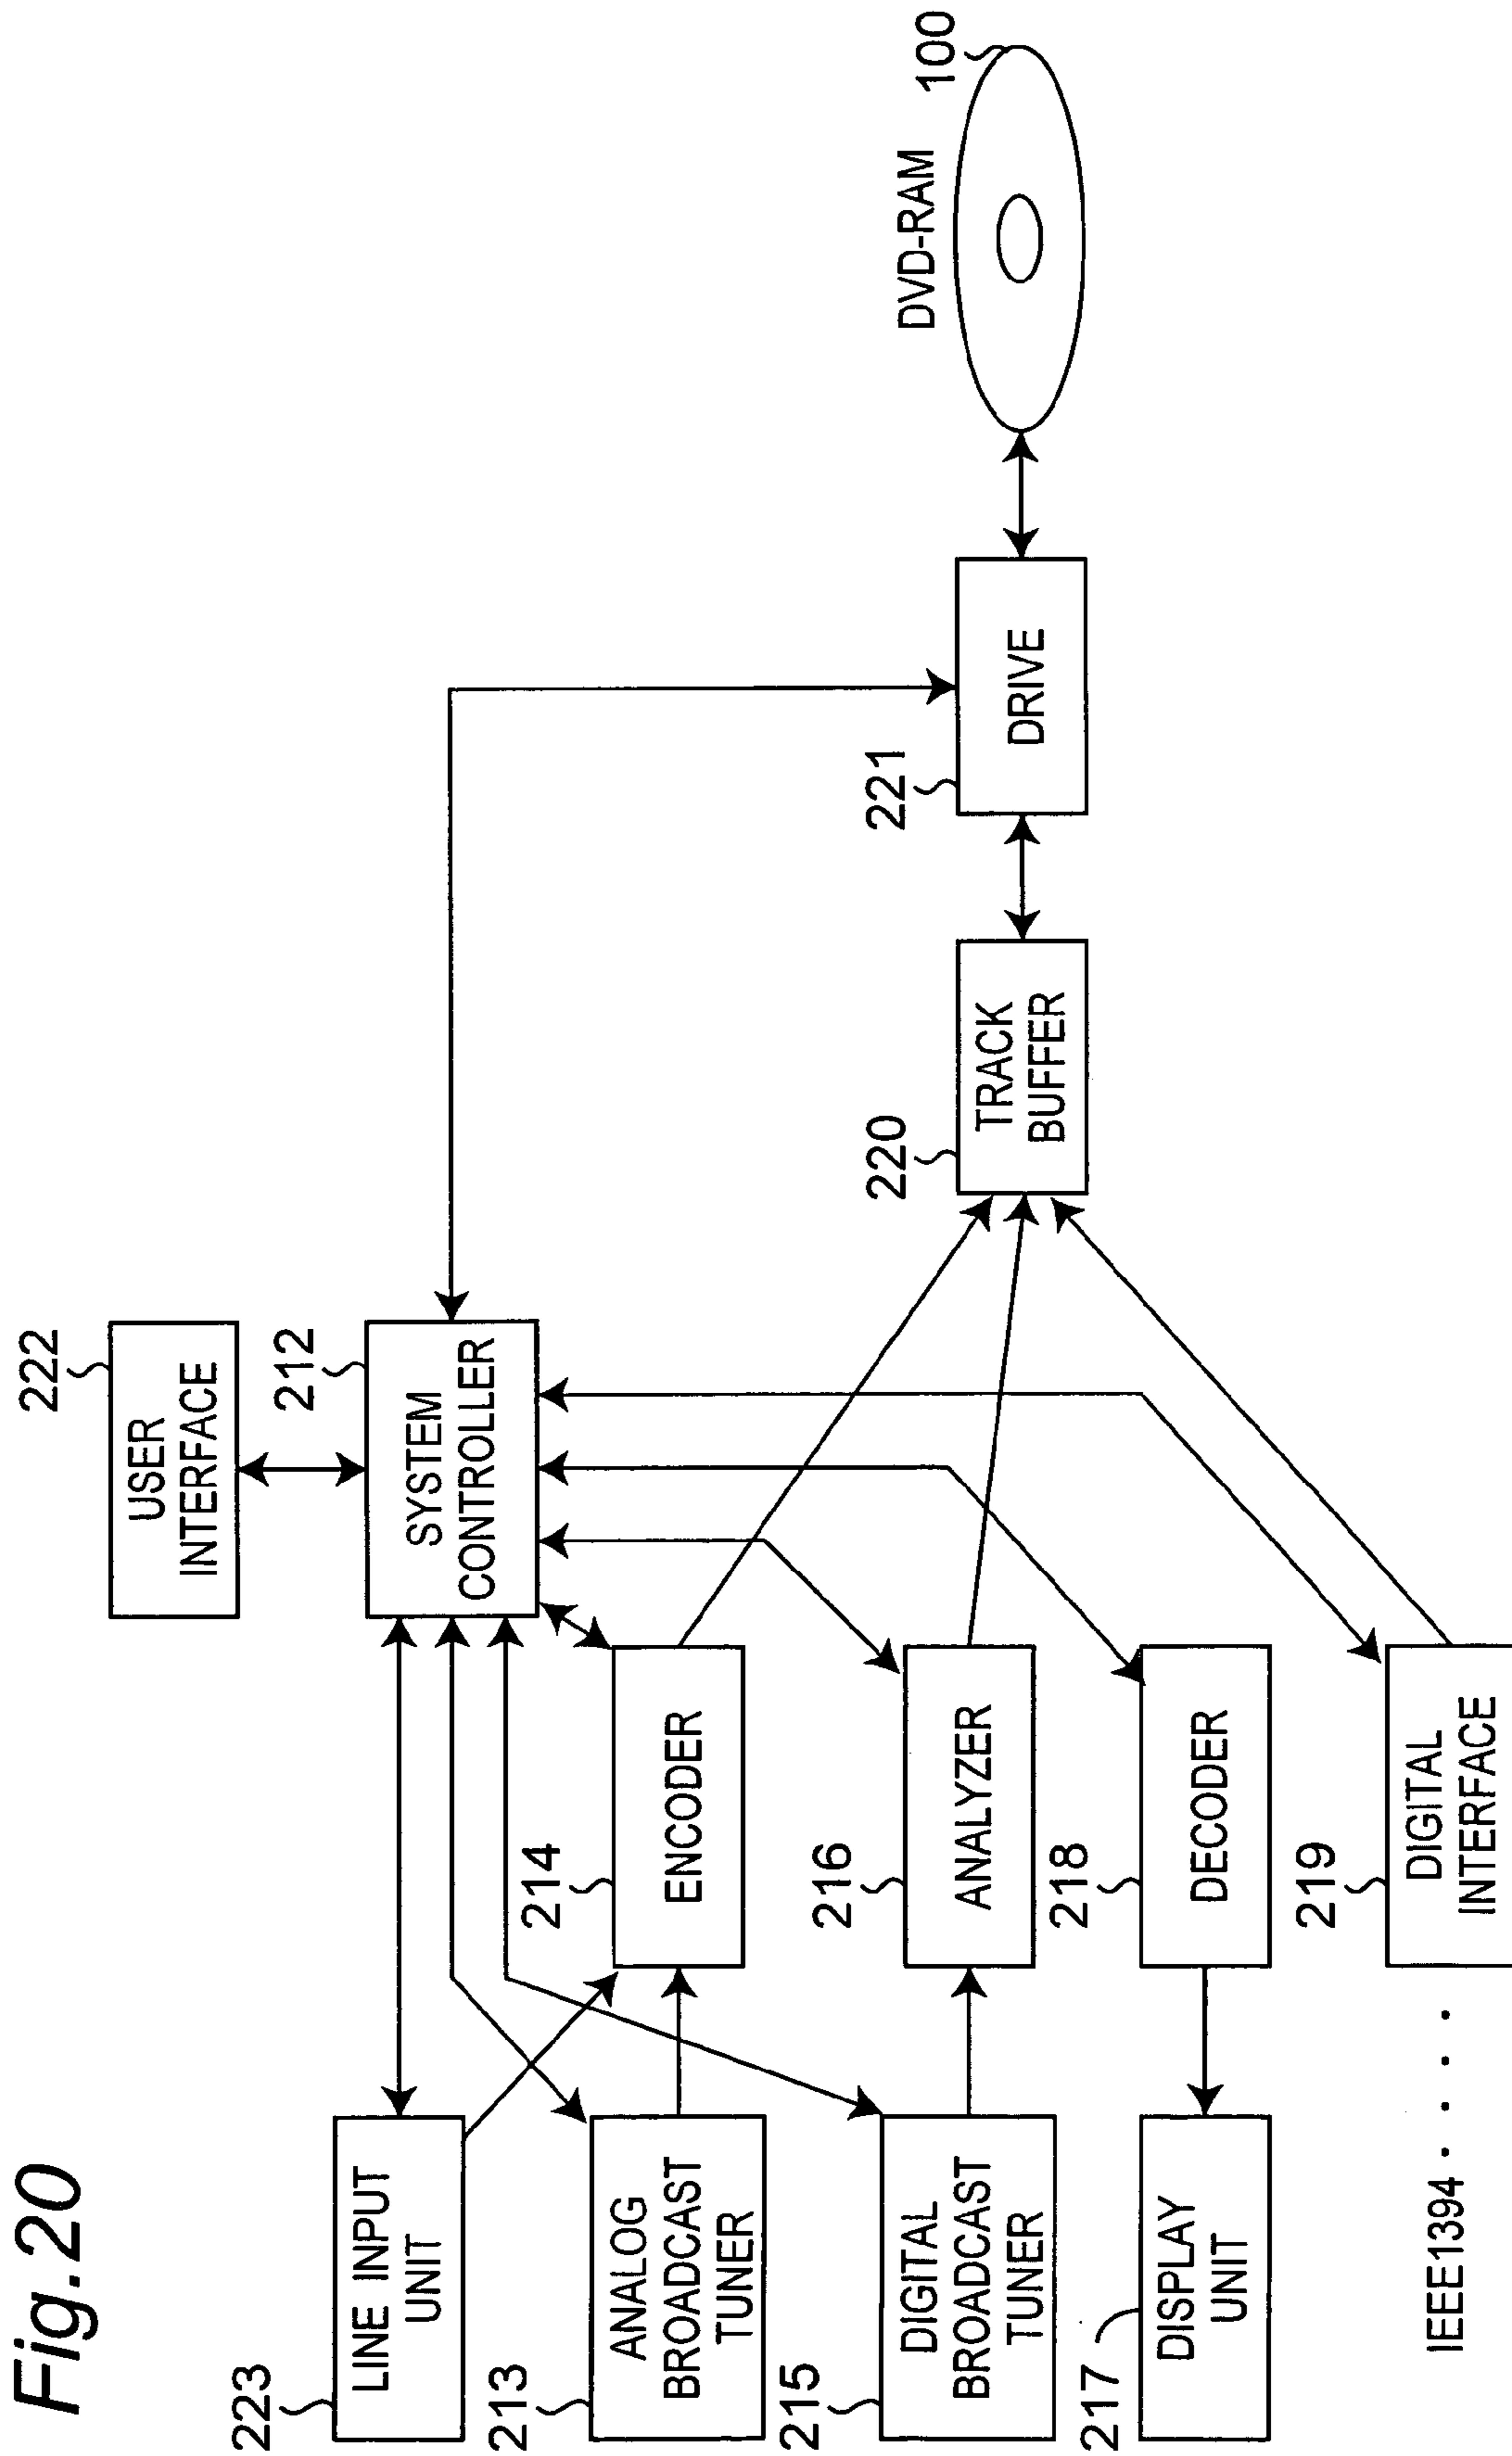 Fig.20
222
USER
INTERFACE
212
SYSTEM
CONTROLLER
223
LINE INPUT
UNIT
213
ANALOG
BROADCAST
TUNER
214
ENCODER
215
DIGITAL
BROADCAST
TUNER
216
ANALYZER
217
DISPLAY
UNIT
218
DECODER
IEEE1394 · · · ·
219
DIGITAL
INTERFACE
220
TRACK
BUFFER
221
DRIVE
DVD-RAM
100